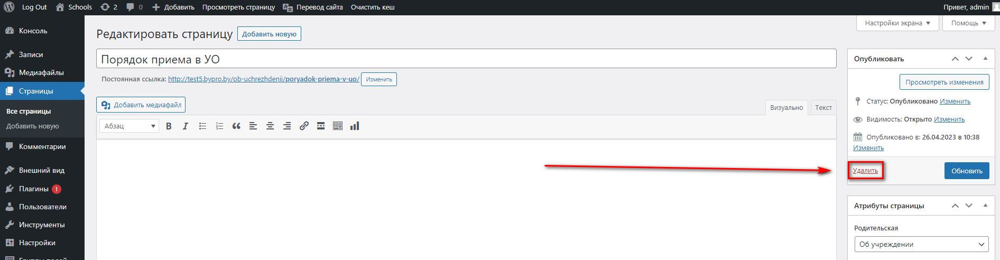 Log Out Schools 2 0 Добавить Просмотреть страницу Перевод сайта Очистить кеш Привет, admin
Настройки экрана Помощь
Консоль
Записи
Медиафайлы
Страницы
Все страницы
Добавить новую
Комментарии
Внешний вид
Плагины 1
Пользователи
Инструменты
Настройки
Редактировать страницу Добавить новую
Порядок приема в УО
Постоянная ссылка: http://test5.bypro.by/ob-uchrezhdenii/poryadok-priema-v-uo/ Изменить
Добавить медиафайл
Визуально Текст
Абзац
Опубликовать
Просмотреть изменения
Статус: Опубликовано Изменить
Видимость: Открыто Изменить
Опубликовано в: 26.04.2023 в 10:38
Изменить
Удалить Обновить
Атрибуты страницы
Родительская
Об учреждении